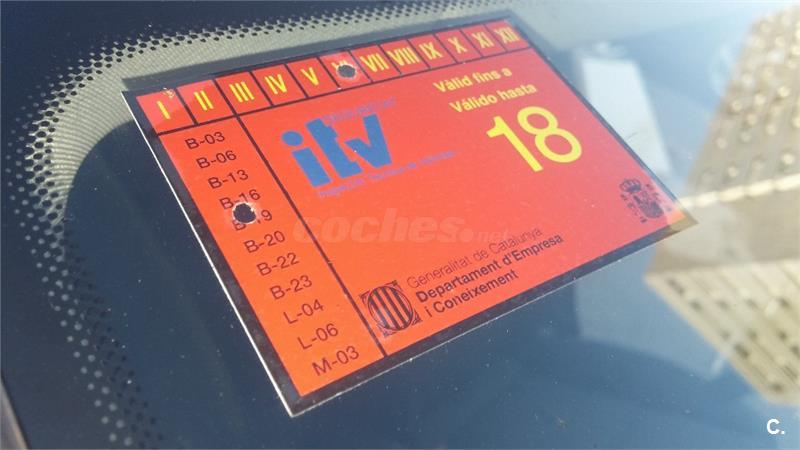 I II III IV V VII VIII IX X XI XII
B-03
B-06
B-13
B-16
B-19
B-20
B-22
B-23
L-04
L-06
M-03
itv
Vàlid fins a
Válido hasta
18
Generalitat de Catalunya
Departament d'Empresa
i Coneixement
coches.net
C.